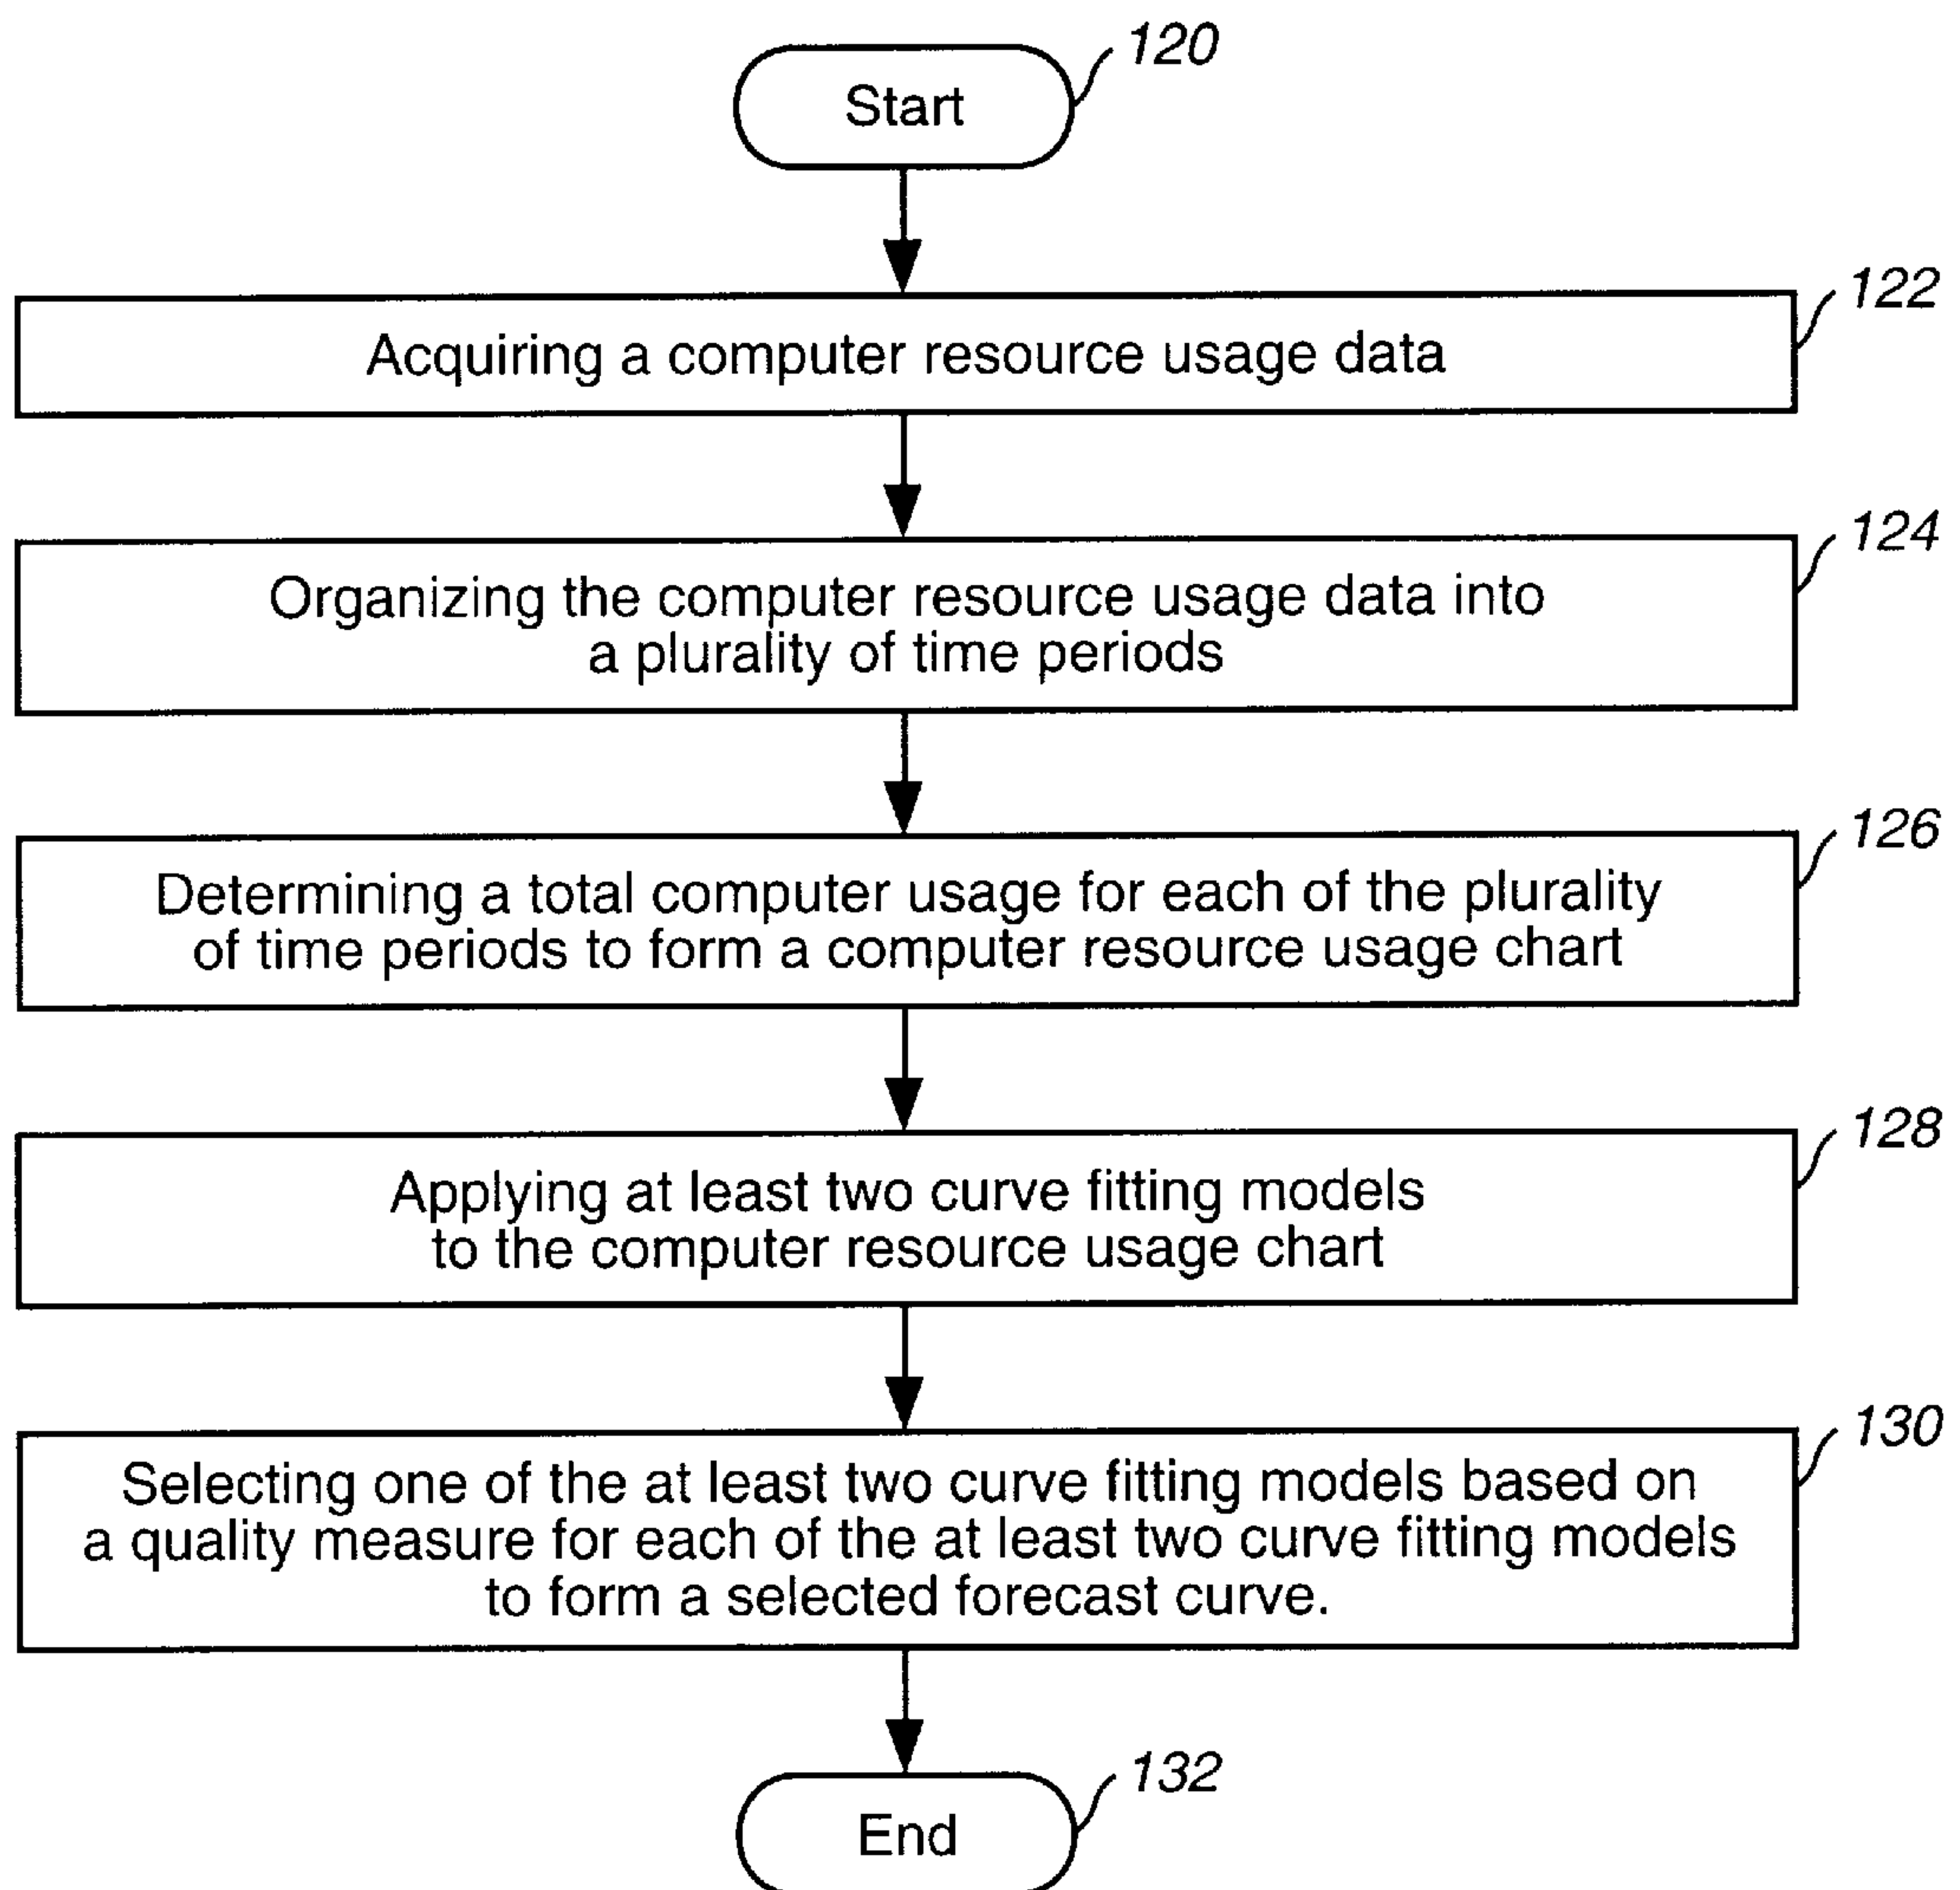 120
Start
122
Acquiring a computer resource usage data
124
Organizing the computer resource usage data into
a plurality of time periods
126
Determining a total computer usage for each of the plurality
of time periods to form a computer resource usage chart
128
Applying at least two curve fitting models
to the computer resource usage chart
130
Selecting one of the at least two curve fitting models based on
a quality measure for each of the at least two curve fitting models
to form a selected forecast curve.
132
End